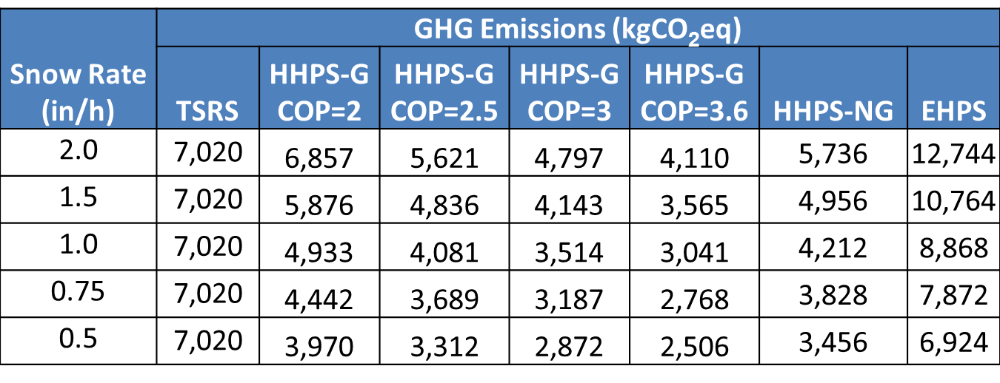 GHG Emissions (kgCO₂eq)
Snow Rate (in/h) TSRS HHPS-G COP=2 HHPS-G COP=2.5 HHPS-G COP=3 HHPS-G COP=3.6 HHPS-NG EHPS
2.0 7,020 6,857 5,621 4,797 4,110 5,736 12,744
1.5 7,020 5,876 4,836 4,143 3,565 4,956 10,764
1.0 7,020 4,933 4,081 3,514 3,041 4,212 8,868
0.75 7,020 4,442 3,689 3,187 2,768 3,828 7,872
0.5 7,020 3,970 3,312 2,872 2,506 3,456 6,924